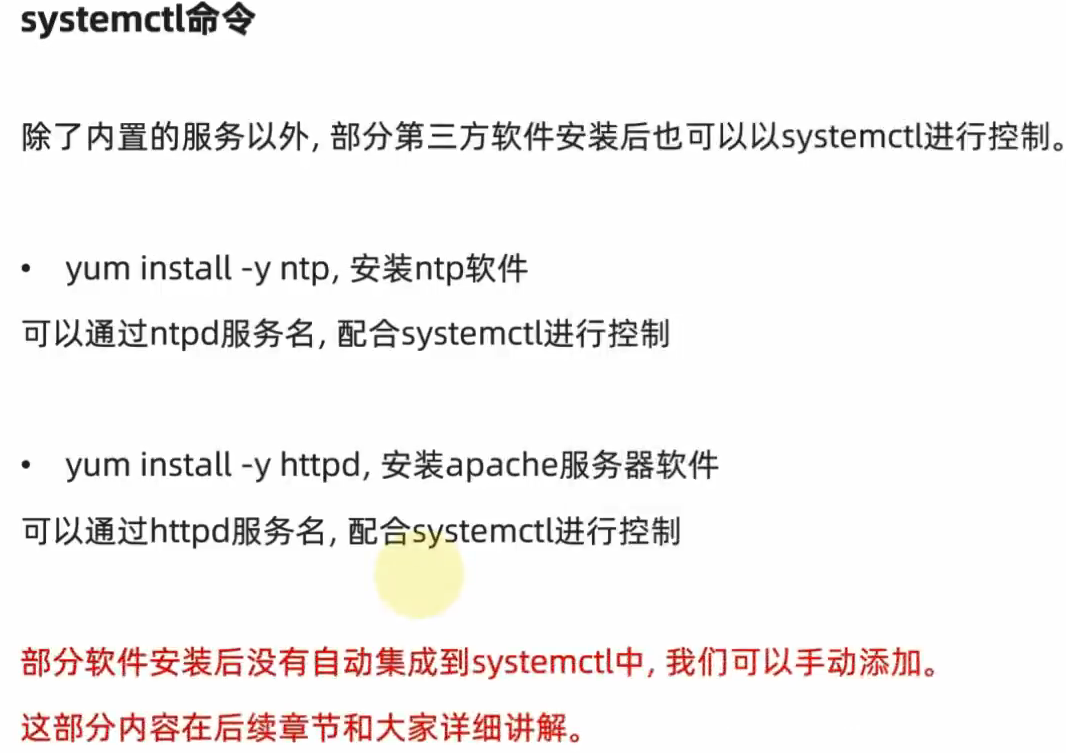 systemctl命令
除了内置的服务以外, 部分第三方软件安装后也可以以systemctl进行控制。
• yum install -y ntp, 安装ntp软件
可以通过ntpd服务名, 配合systemctl进行控制
• yum install -y httpd, 安装apache服务器软件
可以通过httpd服务名, 配合systemctl进行控制
部分软件安装后没有自动集成到systemctl中, 我们可以手动添加。
这部分内容在后续章节和大家详细讲解。